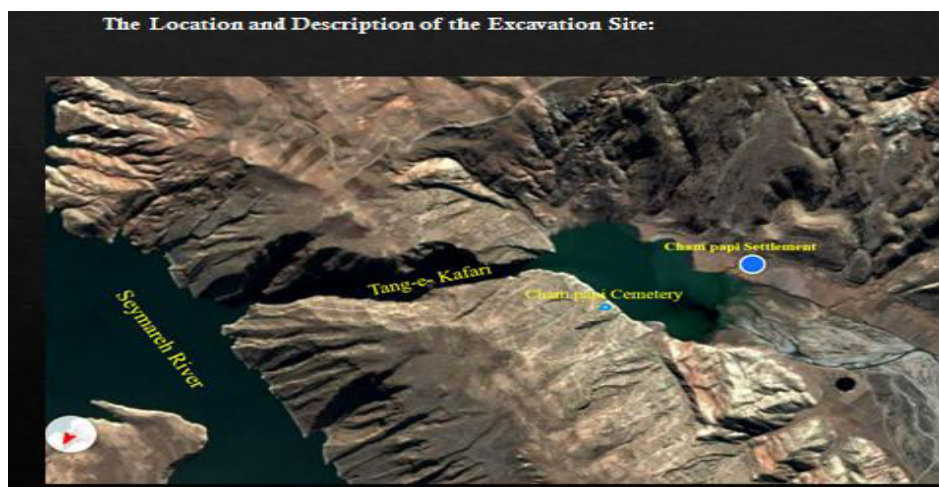 The Location and Description of the Excavation Site:
Cham papi Settlement
Tang-e- Kafari
Cham papi Cemetery
Seymareh River